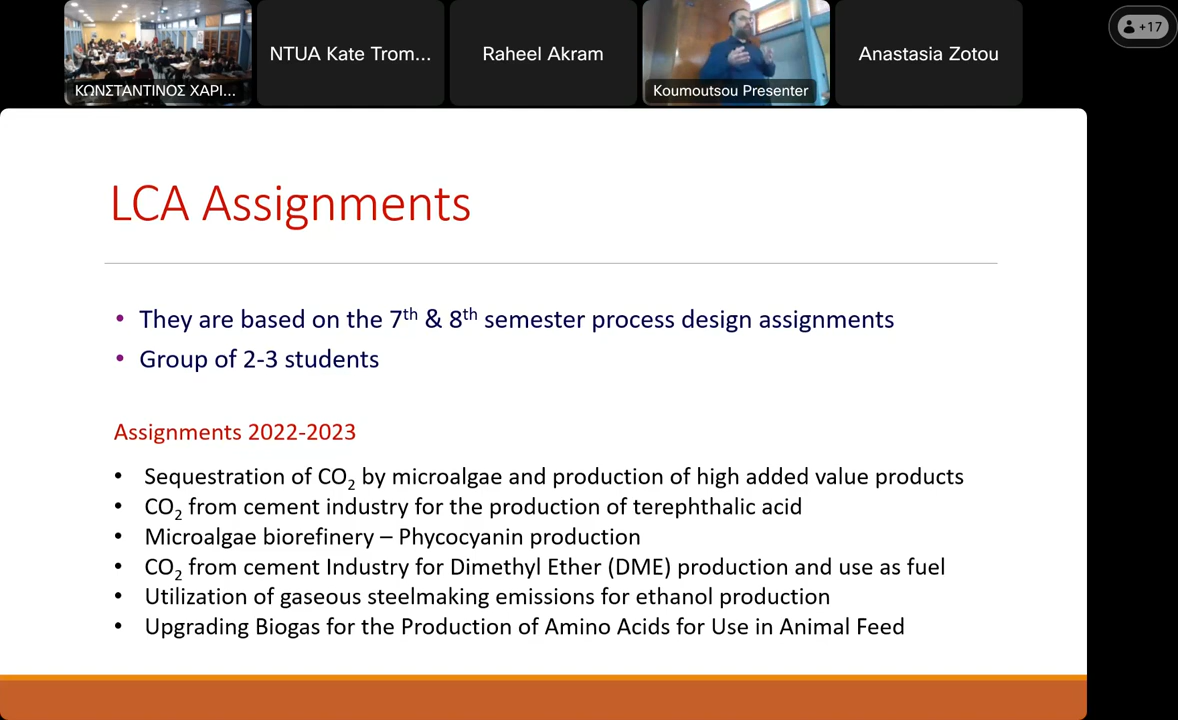 ΚΩΝΣΤΑΝΤΙΝΟΣ ΧΑΡΙ...
NTUA Kate Trom...
Raheel Akram
Koumoutsou Presenter
Anastasia Zotou
+17
LCA Assignments
• They are based on the 7th & 8th semester process design assignments
• Group of 2-3 students
Assignments 2022-2023
• Sequestration of CO2 by microalgae and production of high added value products
• CO2 from cement industry for the production of terephthalic acid
• Microalgae biorefinery – Phycocyanin production
• CO2 from cement Industry for Dimethyl Ether (DME) production and use as fuel
• Utilization of gaseous steelmaking emissions for ethanol production
• Upgrading Biogas for the Production of Amino Acids for Use in Animal Feed